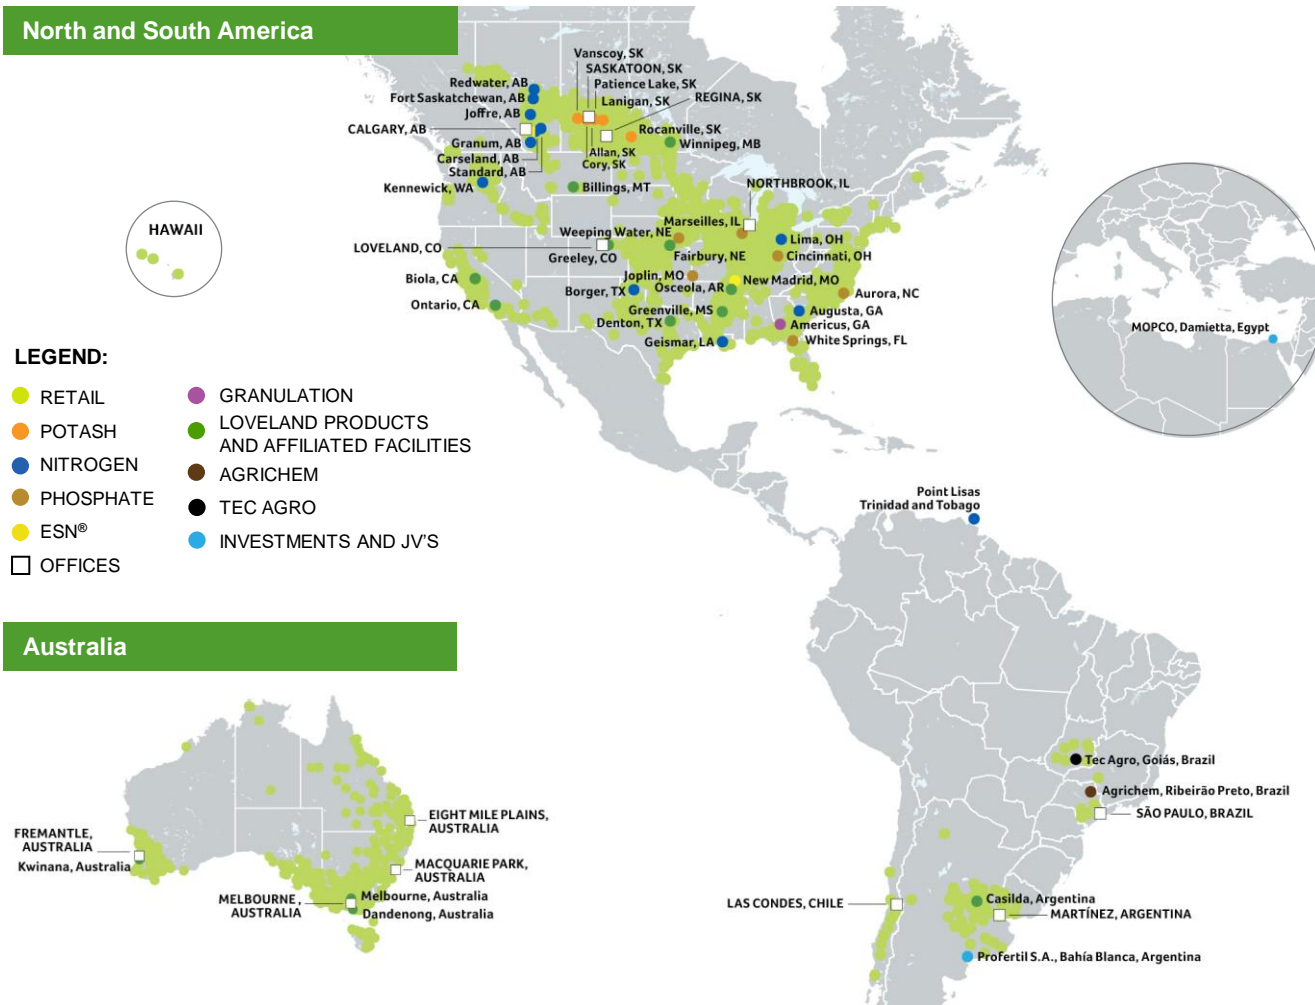 North and South America
Vanscoy, SK
SASKATOON, SK
Patience Lake, SK
Lanigan, SK
REGINA, SK
Redwater, AB
Fort Saskatchewan, AB
Joffre, AB
CALGARY, AB
Granum, AB
Carseland, AB
Standard, AB
Rocanville, SK
Winnipeg, MB
Allan, SK
Cory, SK
Kennewick, WA
Billings, MT
NORTHBROOK, IL
Marseilles, IL
Weeping Water, NE
LOVELAND, CO
Greeley, CO
Fairbury, NE
Lima, OH
Cincinnati, OH
Joplin, MO
New Madrid, MO
Biola, CA
Borger, TX
Osceola, AR
Aurora, NC
Ontario, CA
Greenville, MS
Augusta, GA
Denton, TX
Americus, GA
Geismar, LA
White Springs, FL
HAWAII
MOPCO, Damietta, Egypt
LEGEND:
RETAIL
POTASH
NITROGEN
PHOSPHATE
ESN®
OFFICES
GRANULATION
LOVELAND PRODUCTS
AND AFFILIATED FACILITIES
AGRICHEM
TEC AGRO
INVESTMENTS AND JV'S
Point Lisas
Trinidad and Tobago
Tec Agro, Goiás, Brazil
Agrichem, Ribeirão Preto, Brazil
SÃO PAULO, BRAZIL
LAS CONDES, CHILE
Casilda, Argentina
MARTÍNEZ, ARGENTINA
Profertil S.A., Bahía Blanca, Argentina
Australia
FREMANTLE,
AUSTRALIA
Kwinana, Australia
EIGHT MILE PLAINS,
AUSTRALIA
MACQUARIE PARK,
AUSTRALIA
MELBOURNE,
AUSTRALIA
Melbourne, Australia
Dandenong, Australia